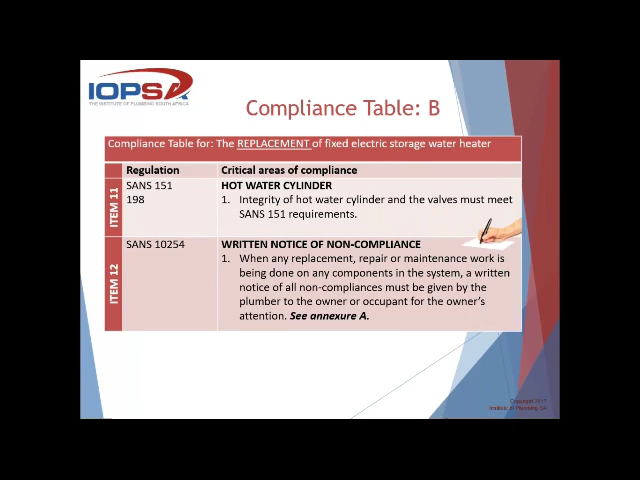 IOPSA
THE INSTITUTE OF PLUMBING SOUTH AFRICA
Compliance Table: B
Compliance Table for: The REPLACEMENT of fixed electric storage water heater
Regulation
Critical areas of compliance
ITEM 11
SANS 151
198
HOT WATER CYLINDER
1. Integrity of hot water cylinder and the valves must meet
SANS 151 requirements.
ITEM 12
SANS 10254
WRITTEN NOTICE OF NON-COMPLIANCE
1. When any replacement, repair or maintenance work is
being done on any components in the system, a written
notice of all non-compliances must be given by the
plumber to the owner or occupant for the owner's
attention. See annexure A.
Copyright 2017
Institute of Plumbing SA